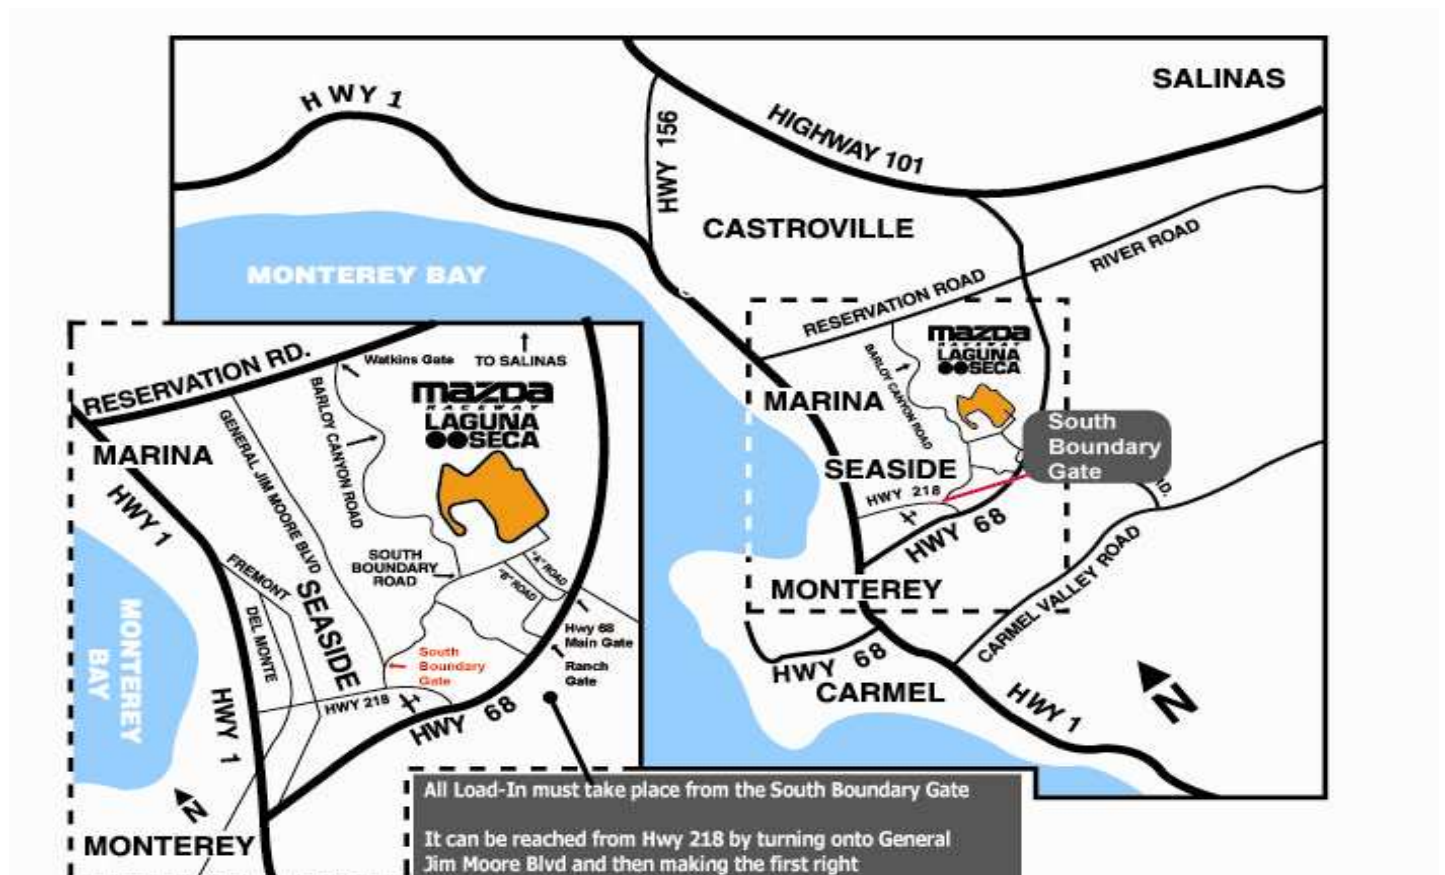 SALINAS
HWY 1
HIGHWAY 101
HWY 156
CASTROVILLE
RIVER ROAD
MONTEREY BAY
RESERVATION ROAD
mazda
LAGUNA
SECA
BARLOY CANYON ROAD
MARINA
South
Boundary
Gate
SEASIDE
HWY 218
HWY 68
RD.
MONTEREY
CARMEL VALLEY ROAD
HWY 68
CARMEL
HWY 1
N
RESERVATION RD.
Watkins Gate
TO SALINAS
mazda
RACEWAY
LAGUNA
SECA
BARLOY CANYON ROAD
GENERAL JIM MOORE BLVD
MARINA
HWY 1
SOUTH
BOUNDARY
ROAD
"A" ROAD
"B" ROAD
FREMONT
SEASIDE
DEL MONTE
MONTEREY
BAY
Hwy 68
Main Gate
Ranch
Gate
South
Boundary
Gate
HWY 218
HWY 68
HWY 1
N
MONTEREY
All Load-In must take place from the South Boundary Gate
It can be reached from Hwy 218 by turning onto General
Jim Moore Blvd and then making the first right